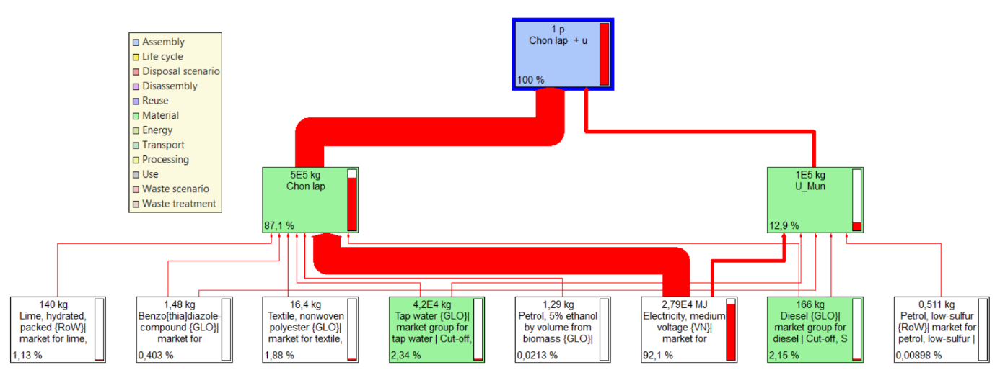 Assembly
Life cycle
Disposal scenario
Disassembly
Reuse
Material
Energy
Transport
Processing
Use
Waste scenario
Waste treatment
1 p
Chon lap + u
100 %
5E5 kg
Chon lap
87,1 %
1E5 kg
U_Mun
12,9 %
140 kg
Lime, hydrated,
packed {RoW}|
market for lime,
1,13 %
1,48 kg
Benzo[thia]diazole-
compound {GLO}|
market for
0,403 %
16,4 kg
Textile, nonwoven
polyester {GLO}|
market for textile,
1,88 %
4,2E4 kg
Tap water {GLO}|
market group for
tap water | Cut-off,
2,34 %
1,29 kg
Petrol, 5% ethanol
by volume from
biomass {GLO}|
0,0213 %
2,79E4 MJ
Electricity, medium
voltage {VN}|
market for
92,1 %
166 kg
Diesel {GLO}|
market group for
diesel | Cut-off, S
2,15 %
0,511 kg
Petrol, low-sulfur
{RoW}| market for
petrol, low-sulfur |
0,00898 %